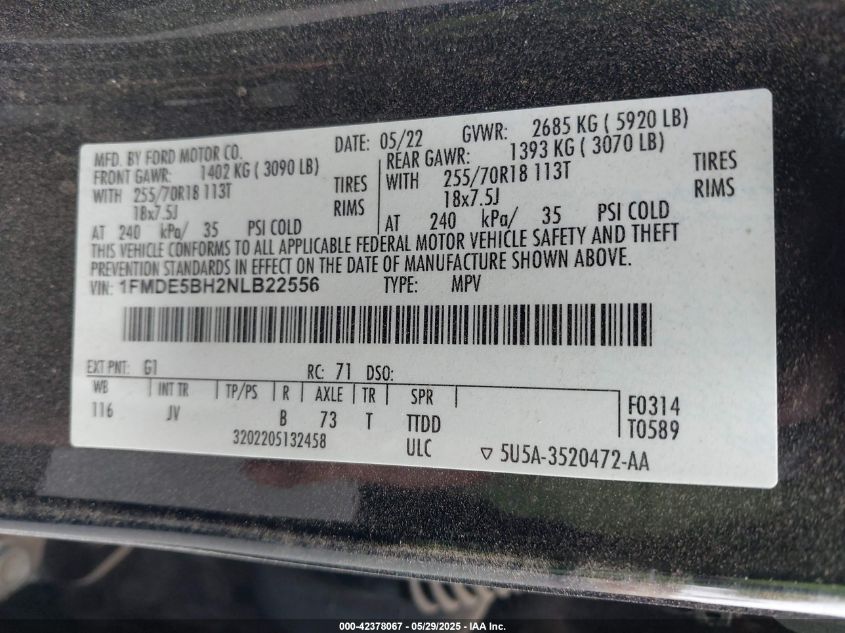 MFD. BY FORD MOTOR CO. DATE: 05/22 GVWR: 2685 KG ( 5920 LB)
FRONT GAWR: 1402 KG ( 3090 LB) REAR GAWR: 1393 KG ( 3070 LB)
WITH 255/70R18 113T TIRES WITH 255/70R18 113T TIRES
18x7.5J RIMS 18x7.5J RIMS
AT 240 kPa/ 35 PSI COLD AT 240 kPa/ 35 PSI COLD
THIS VEHICLE CONFORMS TO ALL APPLICABLE FEDERAL MOTOR VEHICLE SAFETY AND THEFT
PREVENTION STANDARDS IN EFFECT ON THE DATE OF MANUFACTURE SHOWN ABOVE.
VIN: 1FMDE5BH2NLB22556 TYPE: MPV
EXT PNT: G1 RC: 71 DSO:
WB INT TR TP/PS R AXLE TR SPR
116 JV B 73 T TTDD
F0314
T0589
3202205132458 ULC ▽ 5U5A-3520472-AA
000-42378067 - 05/29/2025 - IAA Inc.